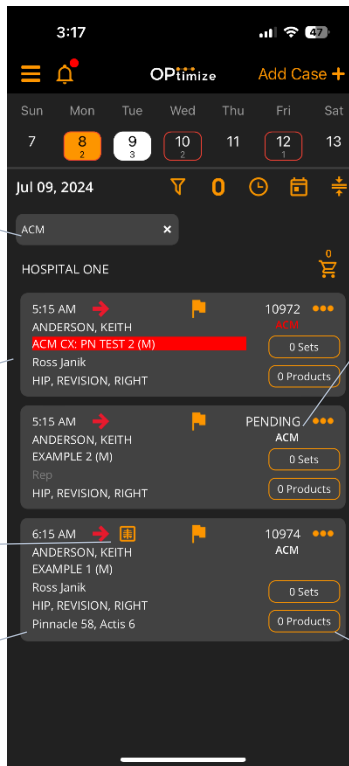 3:17
47
OPtimize
Add Case +
Sun Mon Tue Wed Thu Fri Sat
7 8 9 10 11 12 13
2 3 2 1
Jul 09, 2024
0
ACM ×
HOSPITAL ONE
0
5:15 AM 10972
ANDERSON, KEITH ACM
ACM CX: PN TEST 2 (M)
0 Sets
Ross Janik
HIP, REVISION, RIGHT
0 Products
5:15 AM PENDING
ANDERSON, KEITH ACM
EXAMPLE 2 (M)
0 Sets
Rep
HIP, REVISION, RIGHT
0 Products
6:15 AM 10974
ANDERSON, KEITH ACM
EXAMPLE 1 (M)
Ross Janik
0 Sets
HIP, REVISION, RIGHT
Pinnacle 58, Actis 6
0 Products